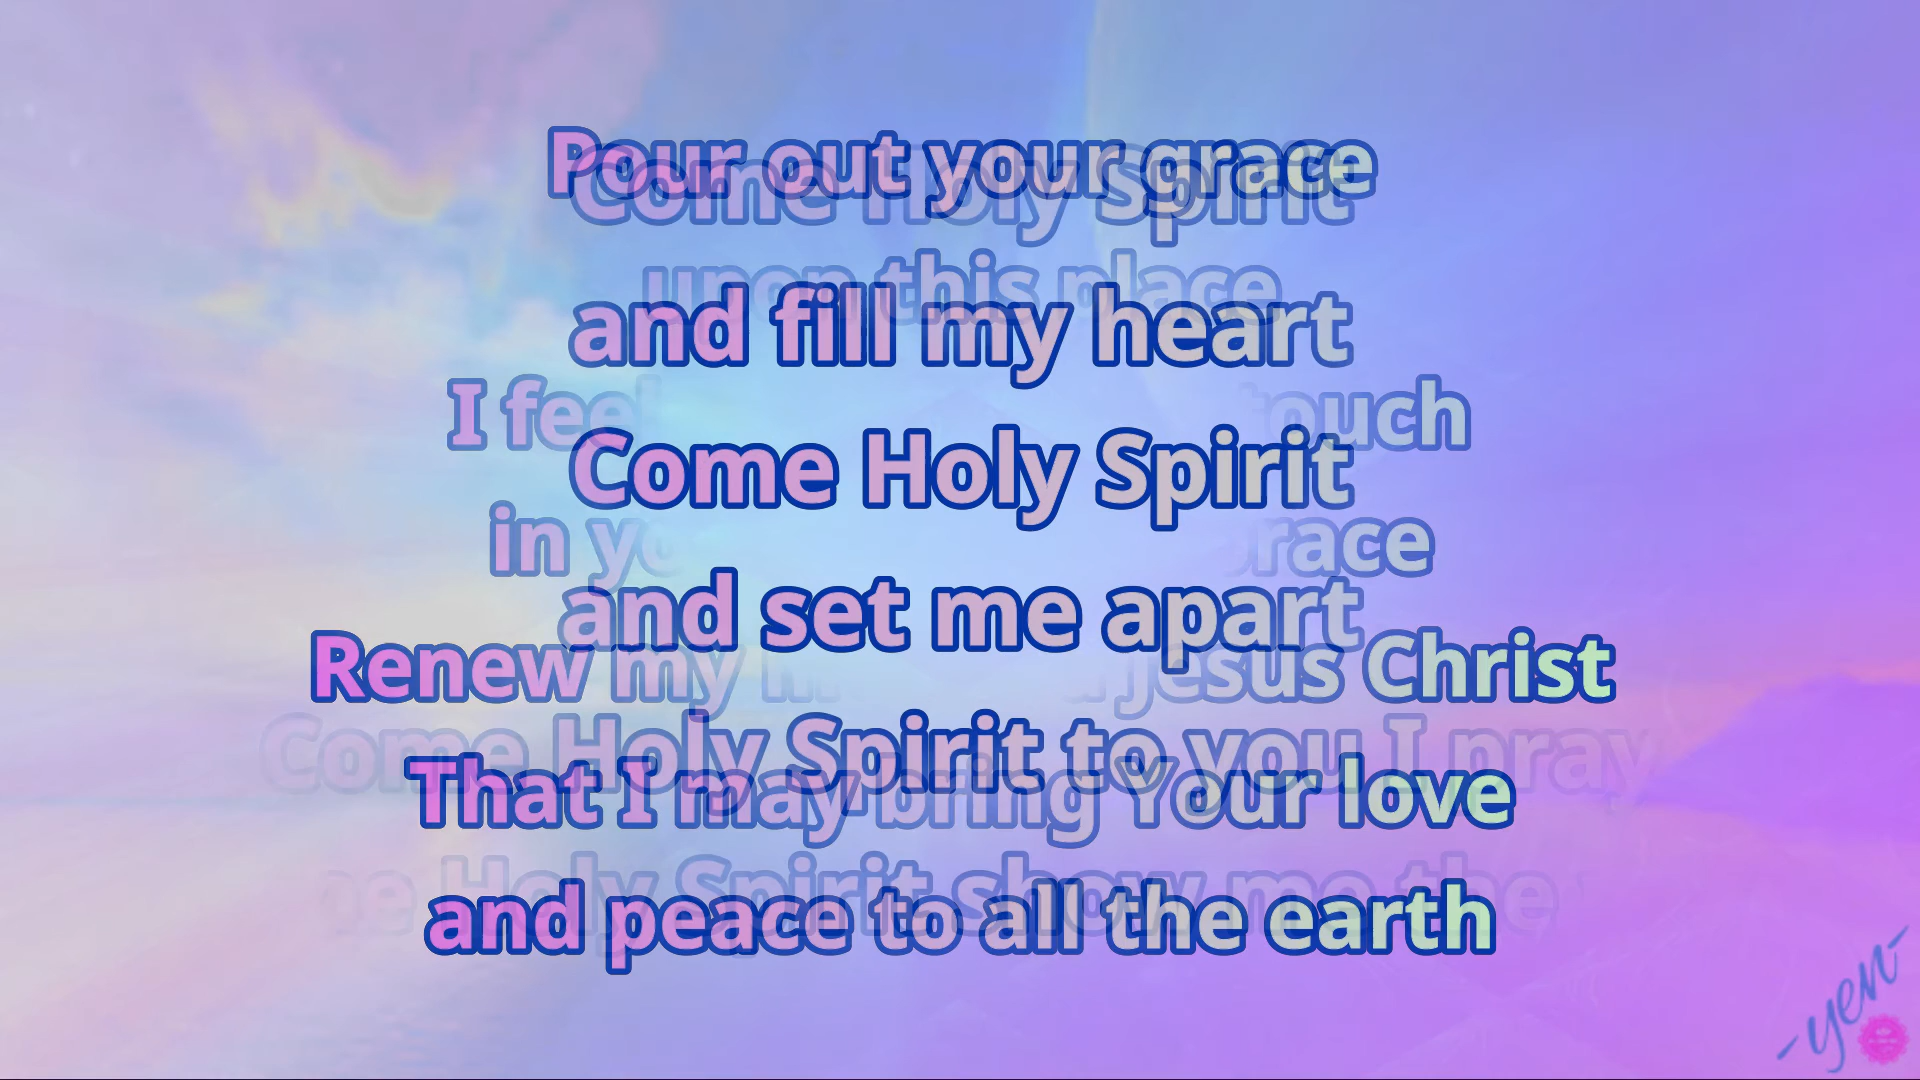 Pour out your grace
Come Holy Spirit
upon this place
and fill my heart
I feel touch
Come Holy Spirit
in
and set me apart
Renew my Jesus Christ
Come Holy Spirit to you I pray
That I may bring Your love
Holy Spirit show me the
and peace to all the earth
-yen-